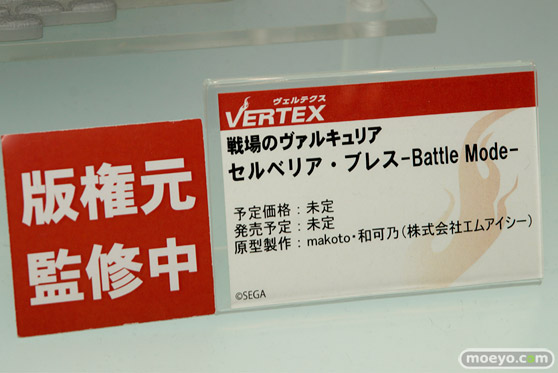 版権元
監修中
ヴェルテクス
VERTEX
戦場のヴァルキュリア
セルベリア・ブレス-Battle Mode-
予定価格：未定
発売予定：未定
原型製作：makoto・和可乃（株式会社エムアイシー）
©SEGA
moeyo.com